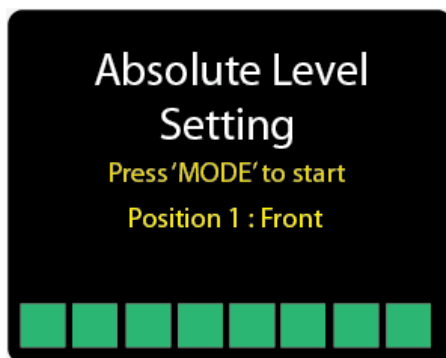 Absolute Level
Setting
Press 'MODE' to start
Position 1 : Front